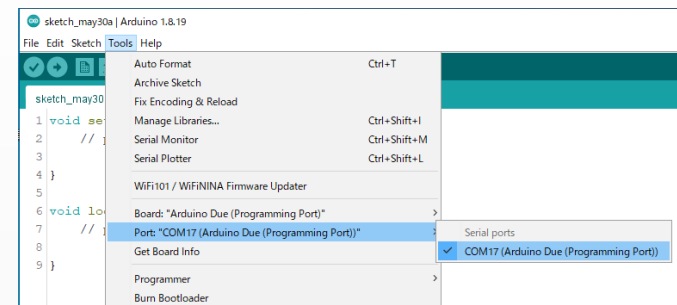 sketch_may30a | Arduino 1.8.19
File Edit Sketch Tools Help
Auto Format Ctrl+T
Archive Sketch
sketch_may30
Fix Encoding & Reload
1 void se
Manage Libraries... Ctrl+Shift+I
2 //
Serial Monitor Ctrl+Shift+M
3
Serial Plotter Ctrl+Shift+L
4 }
5
WiFi101 / WiFiNINA Firmware Updater
6 void lo
Board: "Arduino Due (Programming Port)"
7 //
Port: "COM17 (Arduino Due (Programming Port))"
Serial ports
8
Get Board Info
COM17 (Arduino Due (Programming Port))
9 }
Programmer
Burn Bootloader